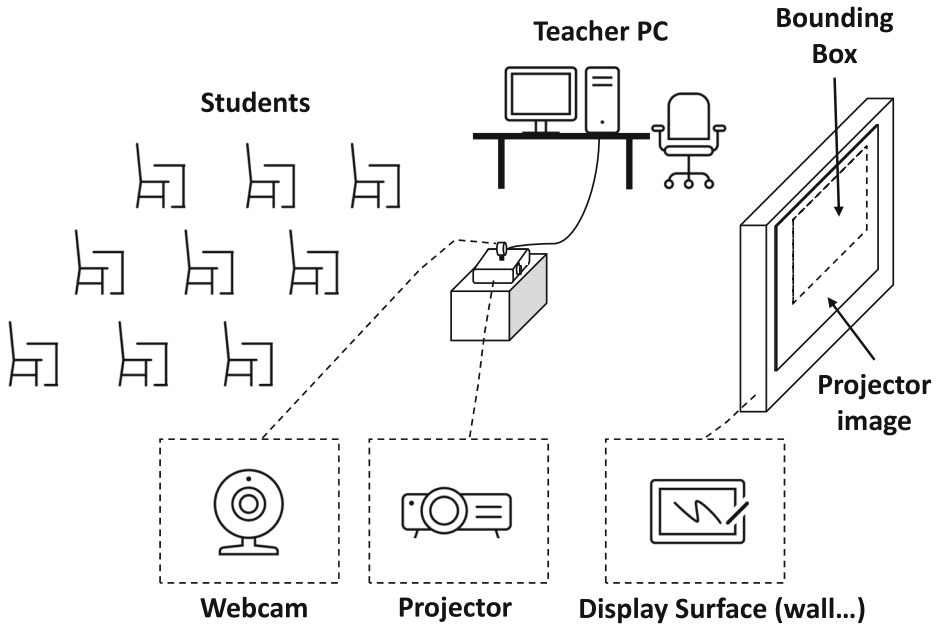 Bounding
Box
Teacher PC
Students
Projector
image
Webcam
Projector
Display Surface (wall...)